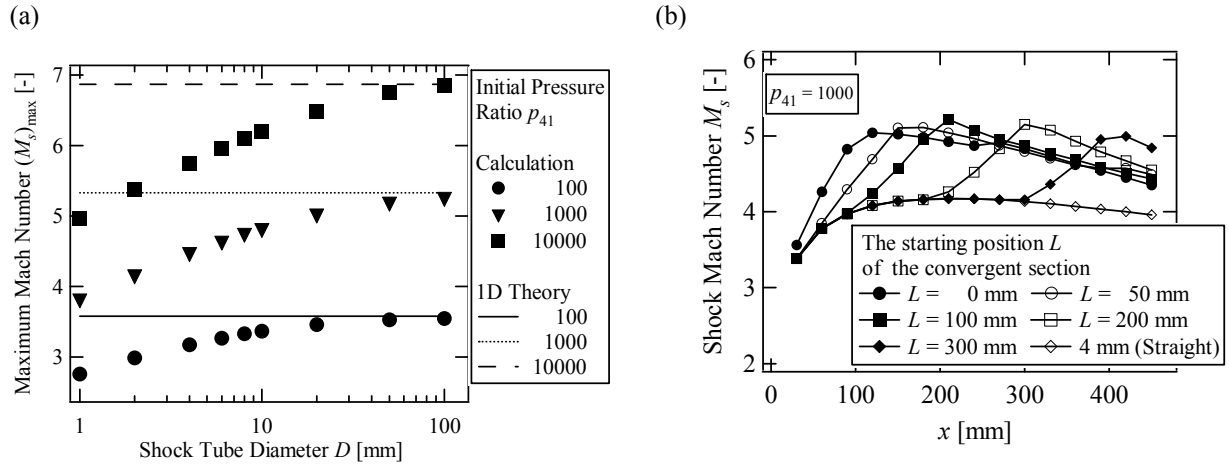 (a)
Maximum Mach Number (Ms)max [-]
7
6
5
4
3
1
10
100
Shock Tube Diameter D [mm]
Initial Pressure
Ratio p41
Calculation
100
1000
10000
1D Theory
100
1000
10000
(b)
Shock Mach Number Ms [-]
6
5
4
3
2
p41 = 1000
The starting position L
of the convergent section
L = 0 mm
L = 50 mm
L = 100 mm
L = 200 mm
L = 300 mm
4 mm (Straight)
0
100
200
300
400
x [mm]